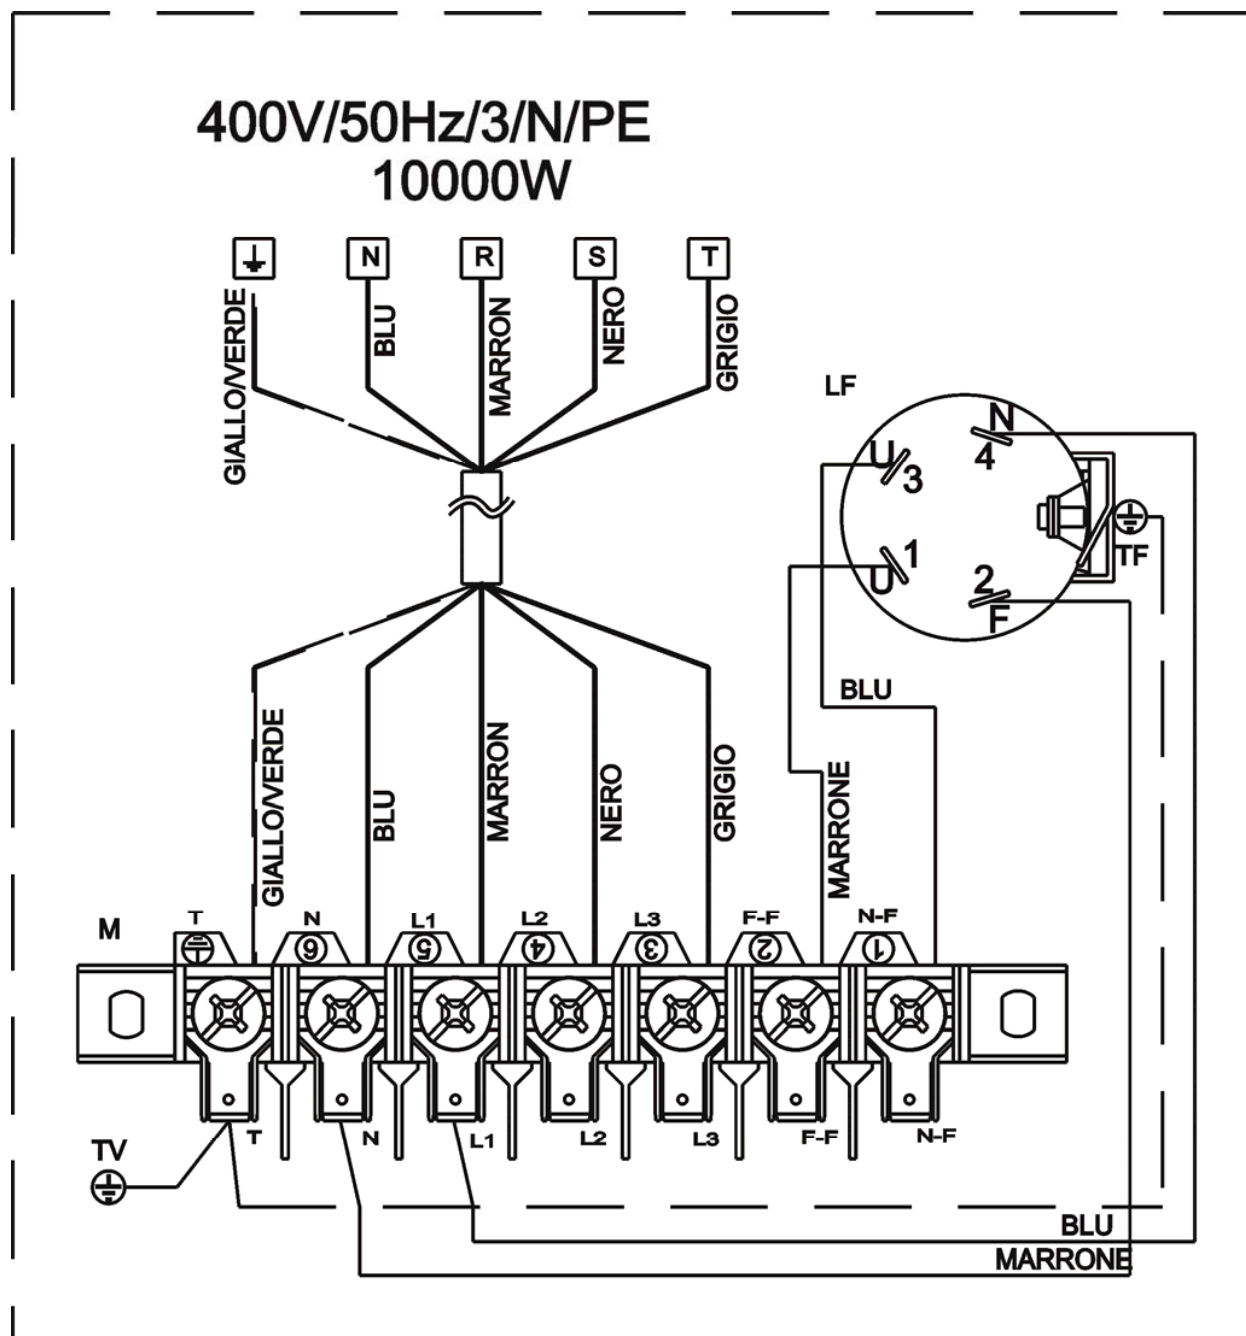 400V/50Hz/3/N/PE
10000W
N
R
S
T
GIALLO/VERDE
BLU
MARRON
NERO
GRIGIO
LF
U
3
N
4
1
U
2
F
TF
BLU
MARRONE
GIALLO/VERDE
BLU
MARRON
NERO
GRIGIO
M
T
N
L1
L2
L3
F-F
N-F
6
5
4
3
2
1
T
N
L1
L2
L3
F-F
N-F
TV
BLU
MARRONE